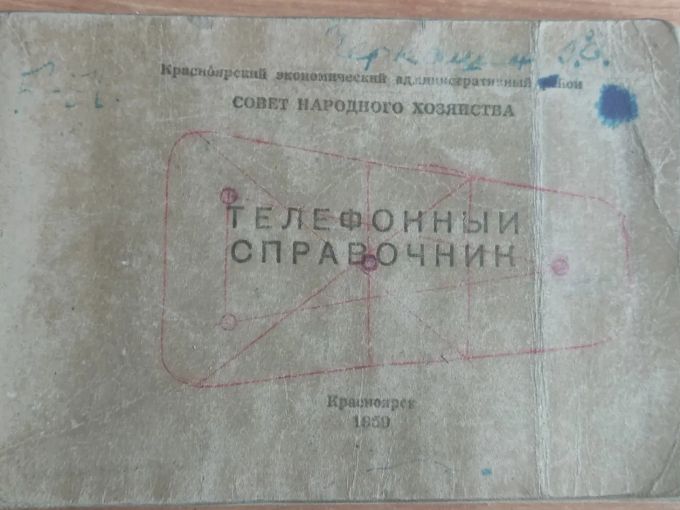 Красноярский экономический административный район
СОВЕТ НАРОДНОГО ХОЗЯЙСТВА
ТЕЛЕФОННЫЙ
СПРАВОЧНИК
Красноярск
1959